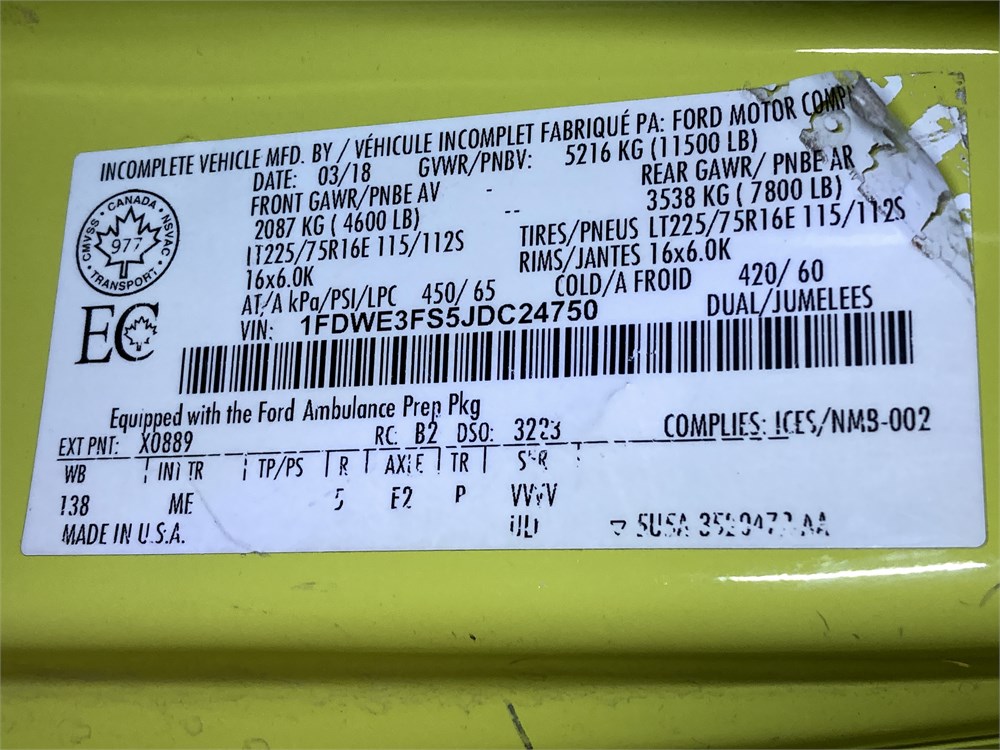 INCOMPLETE VEHICLE MFD. BY / VÉHICULE INCOMPLET FABRIQUÉ PA: FORD MOTOR COMP
DATE: 03/18 GVWR/PNBV: 5216 KG (11500 LB)
FRONT GAWR/PNBE AV - REAR GAWR/ PNBE AR
2087 KG ( 4600 LB) -- 3538 KG ( 7800 LB)
LT225/75R16E 115/112S TIRES/PNEUS LT225/75R16E 115/112S
16x6.0K RIMS/JANTES 16x6.0K
AT/A kPa/PSI/LPC 450/ 65 COLD/A FROID 420/ 60
VIN: 1FDWE3FS5JDC24750 DUAL/JUMELEES
CMVSS · CANADA · NSVAC · TRANSPORT
977
EC
Equipped with the Ford Ambulance Prep Pkg
EXT PNT: X0889 RC: B2 DSO: 3223 COMPLIES: ICES/NMB-002
WB INT TR TP/PS R AXLE TR SPR
138 ME 5 E2 P VVVV
MADE IN U.S.A. 5U5A